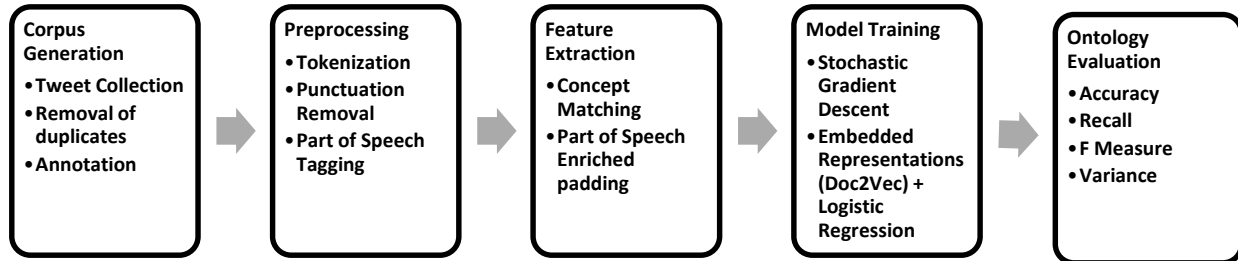 Corpus
Generation
•Tweet Collection
•Removal of
duplicates
•Annotation
Preprocessing
•Tokenization
•Punctuation
Removal
•Part of Speech
Tagging
Feature
Extraction
•Concept
Matching
•Part of Speech
Enriched
padding
Model Training
•Stochastic
Gradient
Descent
•Embedded
Representations
(Doc2Vec) +
Logistic
Regression
Ontology
Evaluation
•Accuracy
•Recall
•F Measure
•Variance